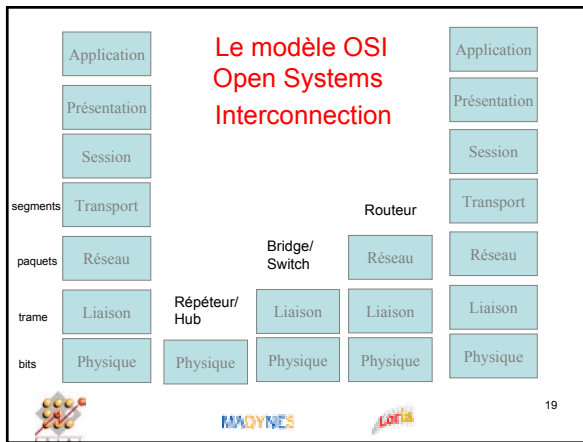 Le modèle OSI
Open Systems
Interconnection
Application
Application
Présentation
Présentation
Session
Session
segments
Transport
Routeur
Transport
paquets
Réseau
Bridge/
Switch
Réseau
Réseau
trame
Liaison
Répéteur/
Hub
Liaison
Liaison
Liaison
bits
Physique
Physique
Physique
Physique
Physique
MADYNES
Loria
19